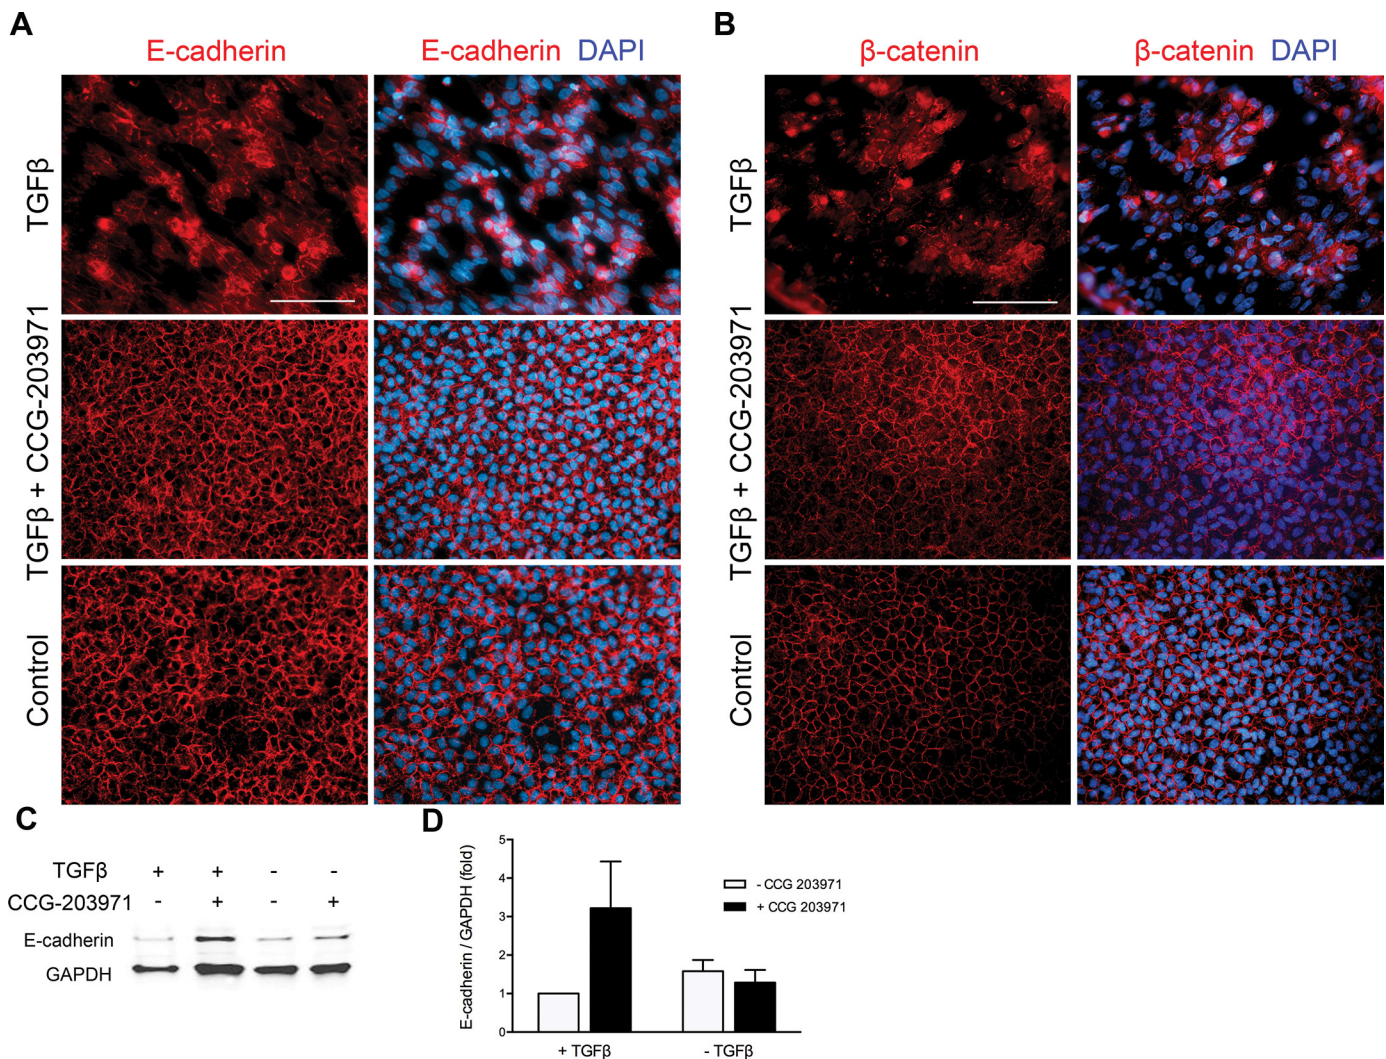 A
E-cadherin
E-cadherin DAPI
TGFβ
TGFβ + CCG-203971
Control
B
β-catenin
β-catenin DAPI
TGFβ
TGFβ + CCG-203971
Control
C
TGFβ + + - -
CCG-203971 - + - +
E-cadherin
GAPDH
D
E-cadherin / GAPDH (fold)
5
4
3
2
1
0
+ TGFβ
- TGFβ
- CCG 203971
+ CCG 203971